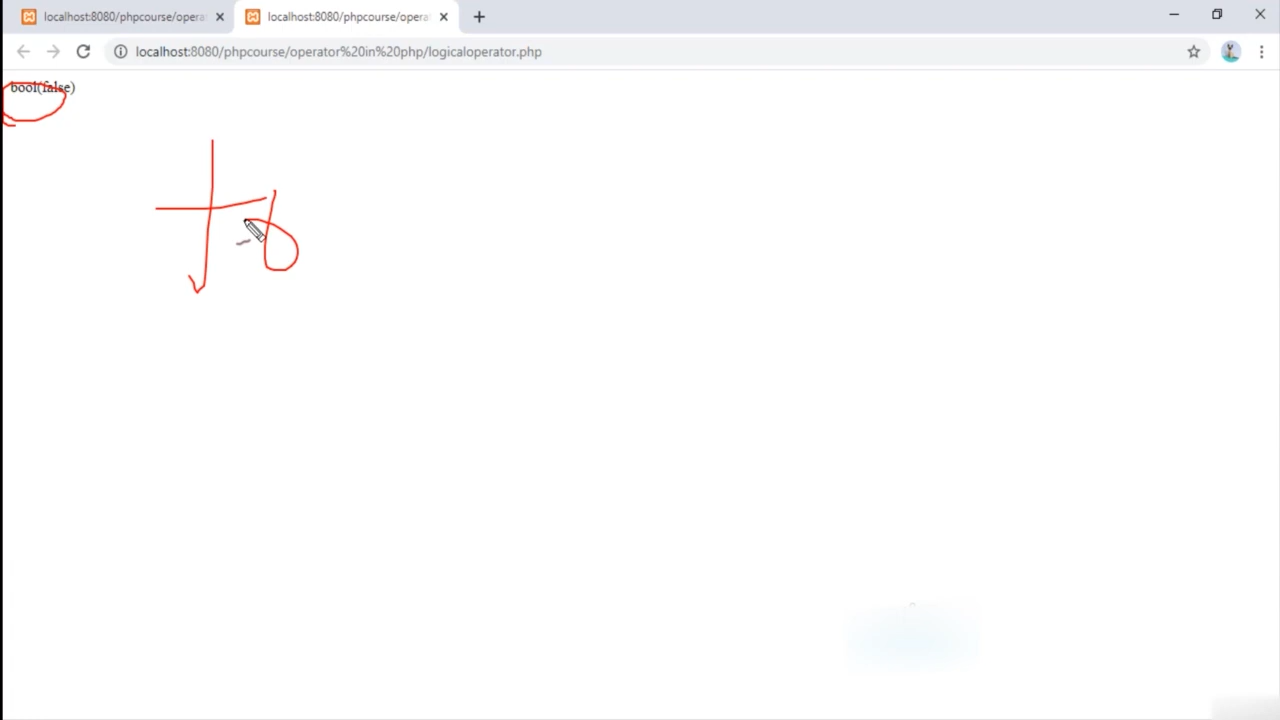 localhost:8080/phpcourse/opera
localhost:8080/phpcourse/opera
localhost:8080/phpcourse/operator%20in%20php/logicaloperator.php
bool(false)